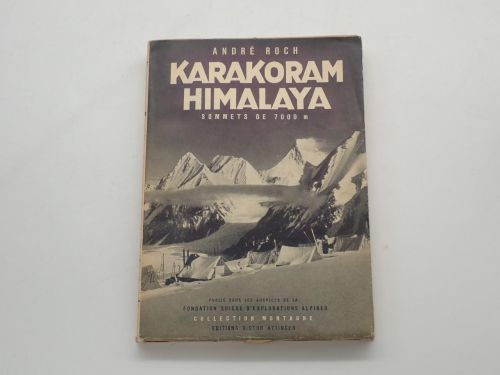 ANDRÉ ROCH
KARAKORAM
HIMALAYA
SOMMETS DE 7000 m
PUBLIÉ SOUS LES AUSPICES DE LA
FONDATION SUISSE D'EXPLORATIONS ALPINES
COLLECTION MONTAGNE
EDITIONS VICTOR ATTINGER